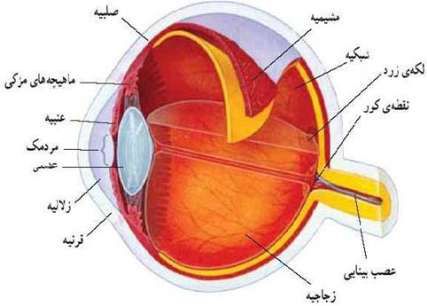 صلبیه
مشیمیه
شبکیه
لکه‌ی زرد
نقطه‌ی کور
ماهیچه‌های مژکی
عنبیه
مردمک
عدسی
زلالیه
قرنیه
عصب بینایی
زجاجیه